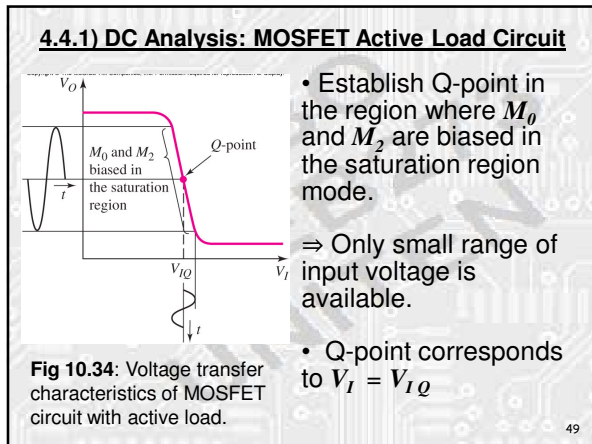 4.4.1) DC Analysis: MOSFET Active Load Circuit
V_O
Q-point
M_0 and M_2
biased in
the saturation
region
t
V_IQ
V_I
t
Fig 10.34: Voltage transfer
characteristics of MOSFET
circuit with active load.
• Establish Q-point in
the region where M_0
and M_2 are biased in
the saturation region
mode.
⇒ Only small range of
input voltage is
available.
• Q-point corresponds
to V_I = V_IQ
49